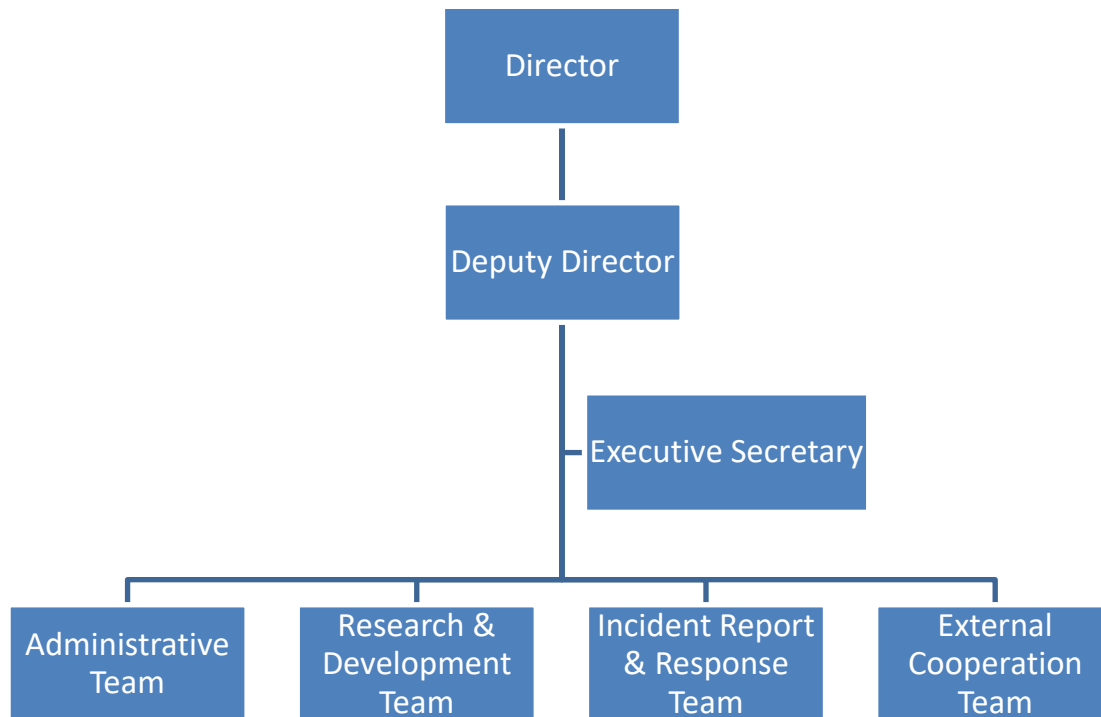 Director
Deputy Director
Executive Secretary
Administrative
Team
Research &
Development
Team
Incident Report
& Response
Team
External
Cooperation
Team